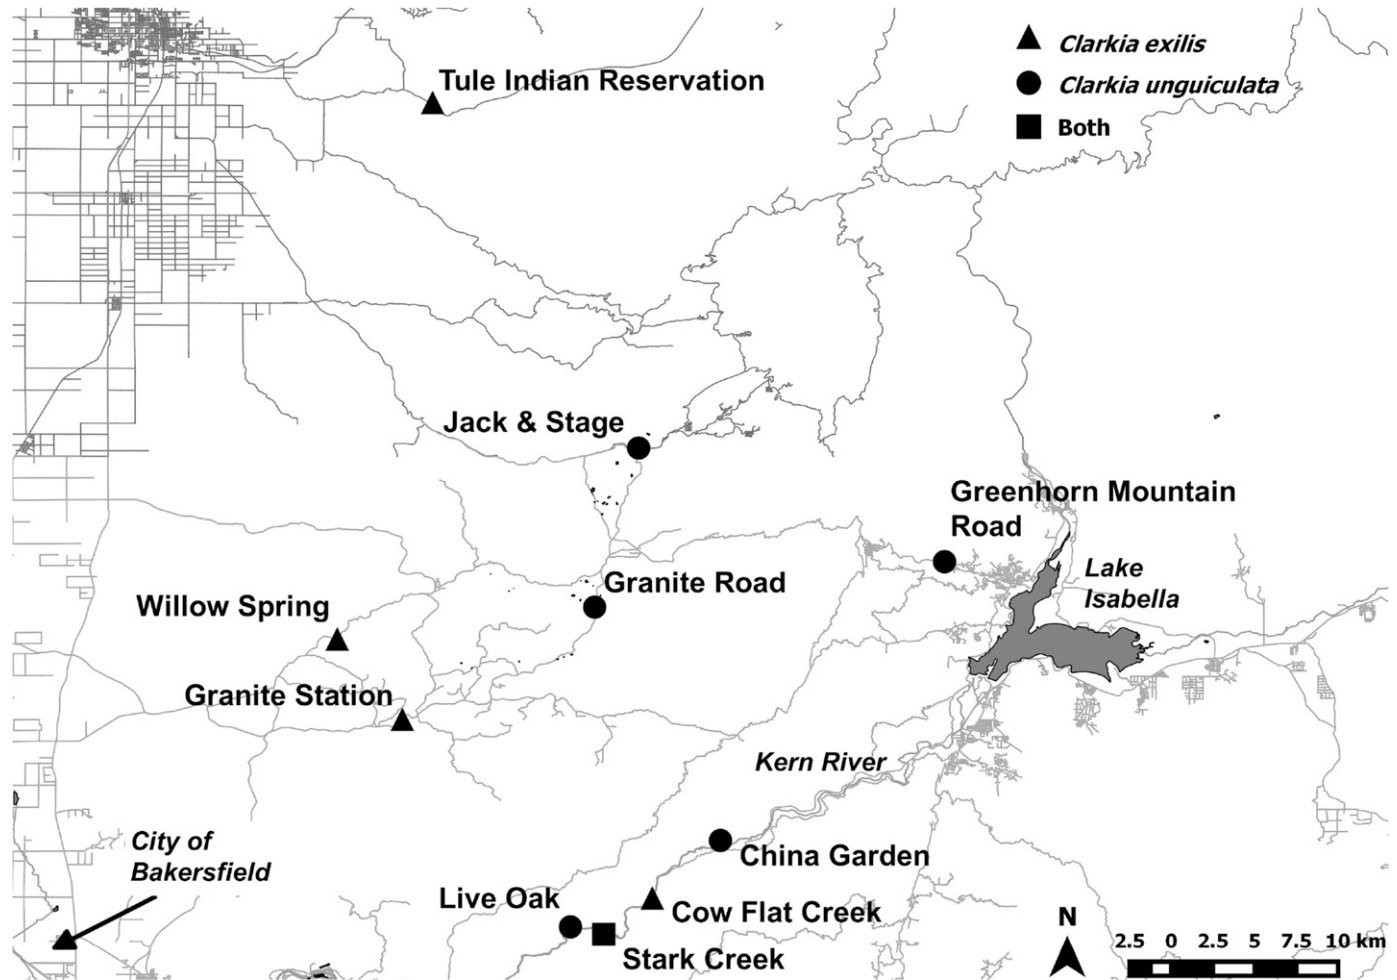 Clarkia exilis
Tule Indian Reservation
Clarkia unguiculata
Both
Jack & Stage
Greenhorn Mountain
Road
Lake
Isabella
Granite Road
Willow Spring
Granite Station
Kern River
City of
Bakersfield
China Garden
Live Oak
Cow Flat Creek
Stark Creek
N
2.5 0 2.5 5 7.5 10 km